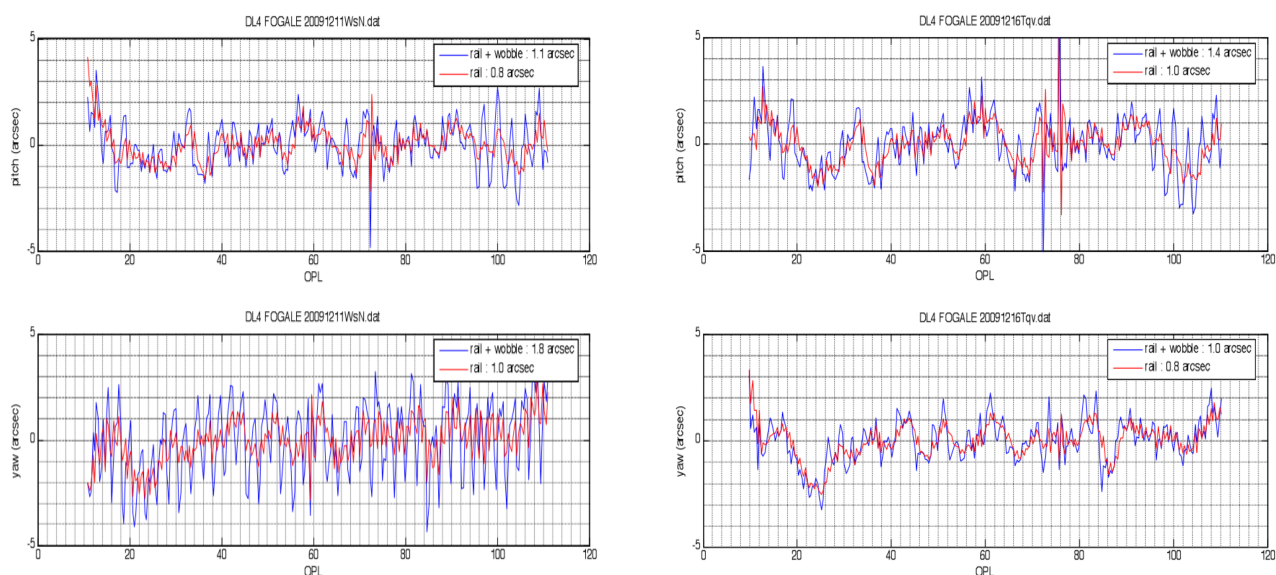 DL4 FOGALE 20091211WsN.dat
5
rail + wobble : 1.1 arcsec
rail : 0.8 arcsec
pitch (arcsec)
0
-5
0 20 40 60 80 100 120
OPL
DL4 FOGALE 20091216Tqv.dat
5
rail + wobble : 1.4 arcsec
rail : 1.0 arcsec
pitch (arcsec)
0
-5
0 20 40 60 80 100 120
OPL
DL4 FOGALE 20091211WsN.dat
5
rail + wobble : 1.8 arcsec
rail : 1.0 arcsec
yaw (arcsec)
0
-5
0 20 40 60 80 100 120
OPL
DL4 FOGALE 20091216Tqv.dat
5
rail + wobble : 1.0 arcsec
rail : 0.8 arcsec
yaw (arcsec)
0
-5
0 20 40 60 80 100 120
OPL